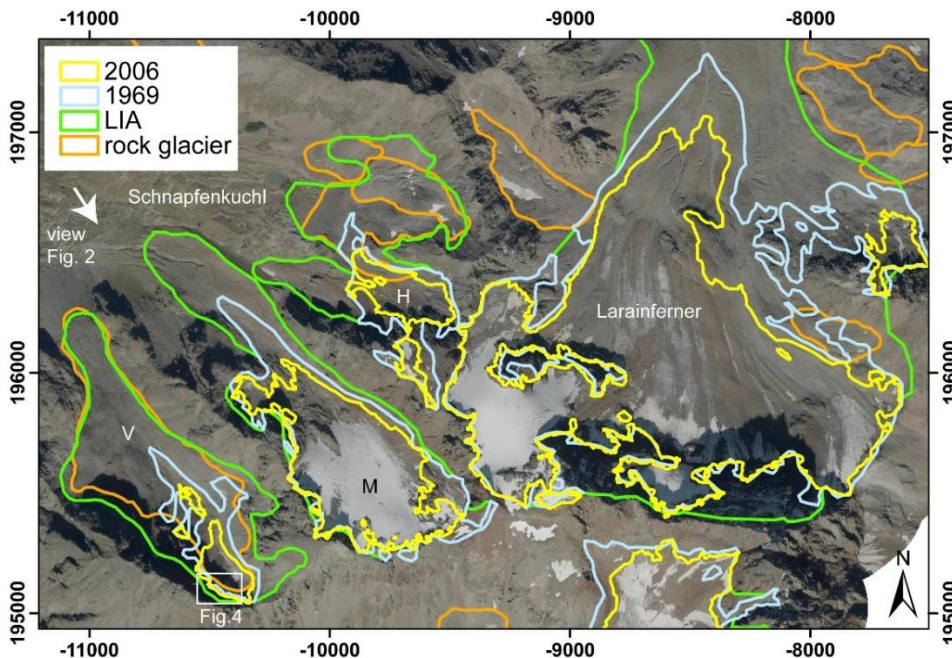 -11000 -10000 -9000 -8000
2006
1969
LIA
rock glacier
197000
197000
Schnapfenkuchl
view
Fig. 2
H
Larainferner
196000
196000
V
M
N
Fig.4
195000
195000
-11000 -10000 -9000 -8000